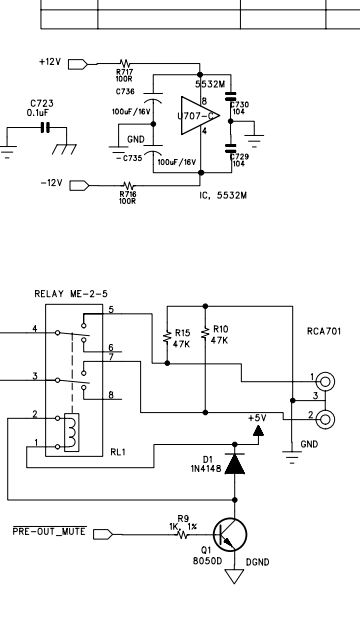 +12V
R717
100R
C736
5532M
C723
0.1uF
100uF/16V
8
C730
104
U707-C
GND
4
C735
100uF/16V
C729
104
-12V
R716
100R
IC, 5532M
RELAY ME-2-5
5
4
R15
47K
R10
47K
RCA701
6
7
3
1
3
8
2
2
+5V
1
RL1
D1
1N4148
GND
R9
1K, 1%
PRE-OUT_MUTE
Q1
8050D
DGND